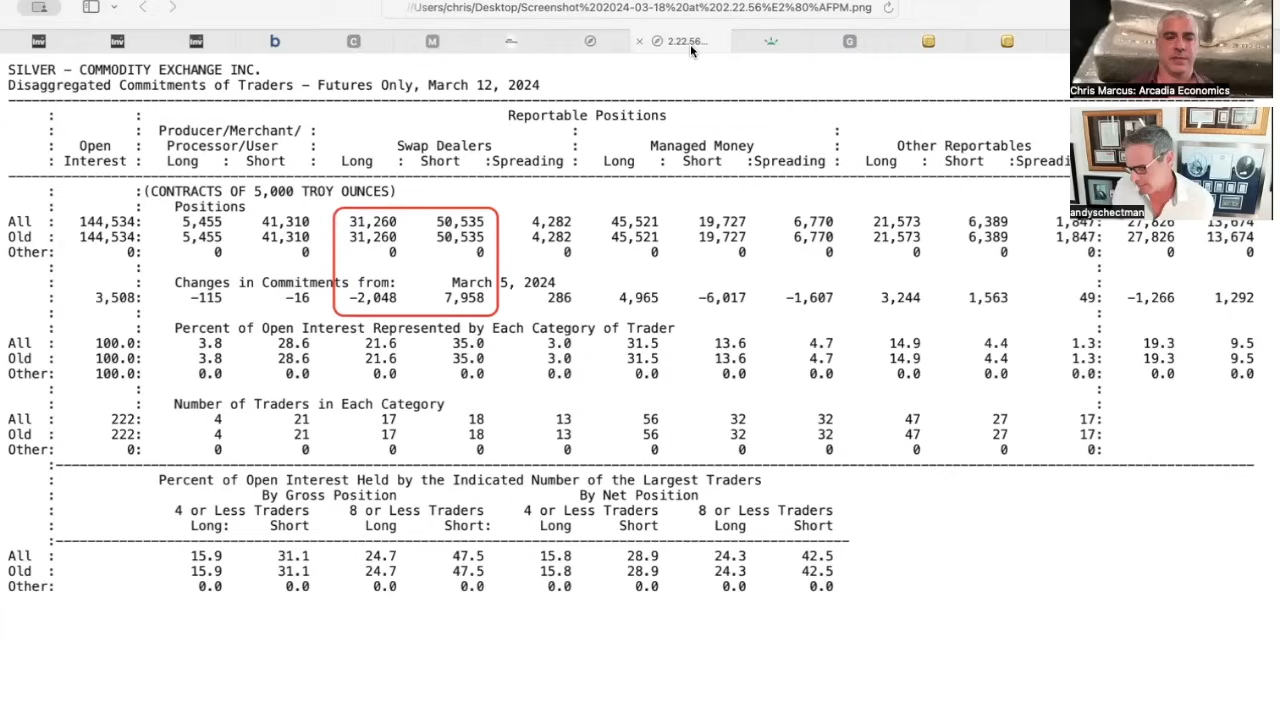 //Users/chris/Desktop/Screenshot%202024-03-18%20at%202.22.56%E2%80%AFPM.png
Inv Inv Inv b C M 2.22.56... G
SILVER – COMMODITY EXCHANGE INC.
Disaggregated Commitments of Traders – Futures Only, March 12, 2024
: : Reportable Positions
: : Producer/Merchant/ : : :
: Open : Processor/User : Swap Dealers : Managed Money : Other Reportables
: Interest : Long : Short : Long : Short :Spreading : Long : Short :Spreading : Long : Short :Spreadi
: :(CONTRACTS OF 5,000 TROY OUNCES)
: : Positions
All : 144,534: 5,455 41,310 31,260 50,535 4,282 45,521 19,727 6,770 21,573 6,389 1,847: 27,826 13,674
Old : 144,534: 5,455 41,310 31,260 50,535 4,282 45,521 19,727 6,770 21,573 6,389 1,847: 27,826 13,674
Other: 0: 0 0 0 0 0 0 0 0 0 0 0: 0 0
: : :
: : Changes in Commitments from: March 5, 2024 :
: 3,508: –115 –16 –2,048 7,958 286 4,965 –6,017 –1,607 3,244 1,563 49: –1,266 1,292
: : :
: : Percent of Open Interest Represented by Each Category of Trader :
All : 100.0: 3.8 28.6 21.6 35.0 3.0 31.5 13.6 4.7 14.9 4.4 1.3: 19.3 9.5
Old : 100.0: 3.8 28.6 21.6 35.0 3.0 31.5 13.6 4.7 14.9 4.4 1.3: 19.3 9.5
Other: 100.0: 0.0 0.0 0.0 0.0 0.0 0.0 0.0 0.0 0.0 0.0 0.0: 0.0 0.0
: : :
: : Number of Traders in Each Category :
All : 222: 4 21 17 18 13 56 32 32 47 27 17:
Old : 222: 4 21 17 18 13 56 32 32 47 27 17:
Other: 0: 0 0 0 0 0 0 0 0 0 0 0:
: Percent of Open Interest Held by the Indicated Number of the Largest Traders
: By Gross Position By Net Position
: 4 or Less Traders 8 or Less Traders 4 or Less Traders 8 or Less Traders
: Long: Short Long Short: Long Short Long Short
All : 15.9 31.1 24.7 47.5 15.8 28.9 24.3 42.5
Old : 15.9 31.1 24.7 47.5 15.8 28.9 24.3 42.5
Other: 0.0 0.0 0.0 0.0 0.0 0.0 0.0 0.0
Chris Marcus: Arcadia Economics
andyschectman